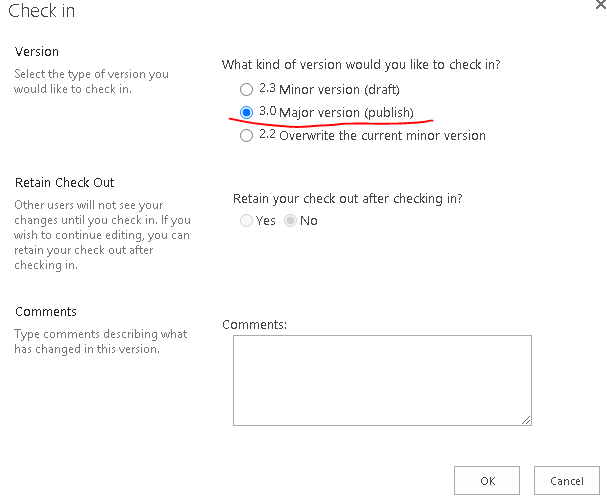 Check in
Version
Select the type of version you
would like to check in.
What kind of version would you like to check in?
2.3 Minor version (draft)
3.0 Major version (publish)
2.2 Overwrite the current minor version
Retain Check Out
Other users will not see your
changes until you check in. If you
wish to continue editing, you can
retain your check out after
checking in.
Retain your check out after checking in?
Yes No
Comments
Type comments describing what
has changed in this version.
Comments:
OK Cancel